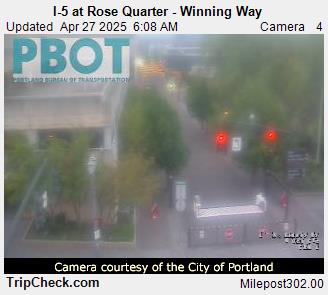 I-5 at Rose Quarter - Winning Way
Updated Apr 27 2025 6:08 AM Camera 4
PBOT
PORTLAND BUREAU OF TRANSPORTATION
Camera courtesy of the City of Portland
TripCheck.com Milepost302.00